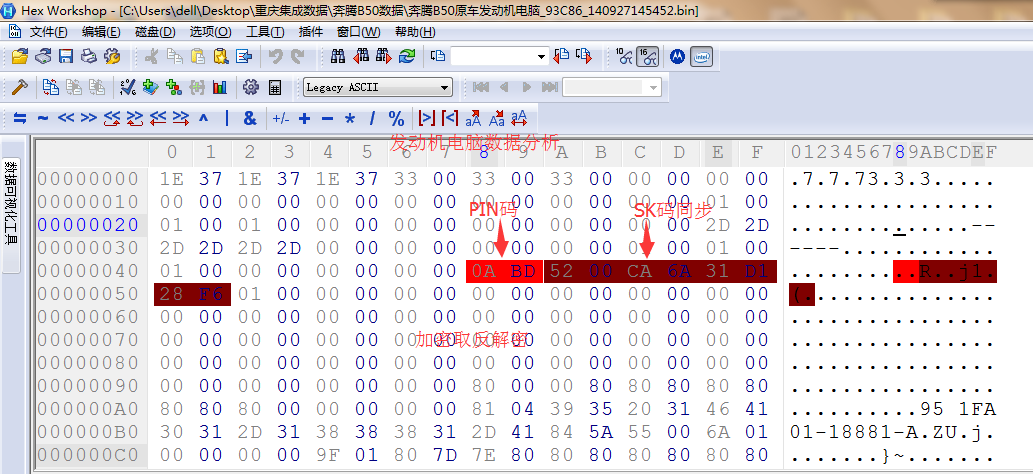 Hex Workshop - [C:\Users\dell\Desktop\重庆集成数据\奔腾B50数据\奔腾B50原车发动机电脑_93C86_140927145452.bin]
文件(F) 编辑(E) 磁盘(D) 选项(O) 工具(T) 插件 窗口(W) 帮助(H)
Legacy ASCII
发动机电脑数据分析
数据可视化工具
0 1 2 3 4 5 6 7 8 9 A B C D E F 0123456789ABCDEF
00000000 1E 37 1E 37 1E 37 33 00 33 00 33 00 00 00 00 00 .7.7.73.3.3.....
00000010 00 00 00 00 00 00 00 00 00 00 00 00 00 00 01 00 ................
PIN码 SK码同步
00000020 01 00 01 00 00 00 00 00 00 00 00 00 00 00 2D 2D ..............--
00000030 2D 2D 2D 2D 00 00 00 00 00 00 00 00 00 01 00 ----............
00000040 01 00 00 00 00 00 00 00 0A BD 52 00 CA 6A 31 D1 ..........R..j1.
00000050 28 F6 01 00 00 00 00 00 00 00 00 00 00 00 00 00 (...............
00000060 00 00 00 00 00 00 00 00 00 00 00 00 00 00 00 00 ................
00000070 00 00 00 00 00 00 00 00 00 00 00 00 00 00 00 00 ................
加密取反解密
00000080 00 00 00 00 00 00 00 00 00 00 00 00 00 00 00 00 ................
00000090 00 00 00 00 00 00 00 00 00 80 00 80 80 80 80 80 ................
000000A0 80 80 80 00 00 00 00 00 81 04 39 35 20 31 46 41 ..........95 1FA
000000B0 30 31 2D 31 38 38 38 31 2D 41 84 5A 55 00 6A 01 01-18881-A.ZU.j.
000000C0 00 00 00 00 9F 01 80 7D 7E 80 80 80 80 80 80 80 .......}~.......